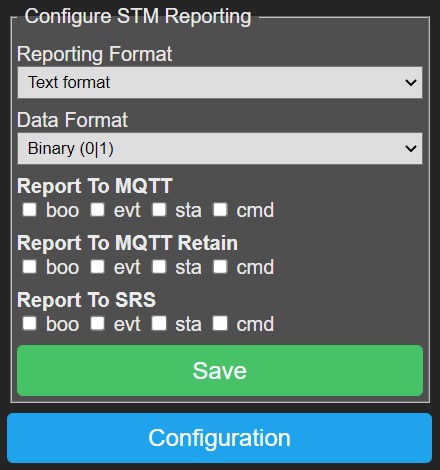 Configure STM Reporting
Reporting Format
Text format
Data Format
Binary (0|1)
Report To MQTT
boo evt sta cmd
Report To MQTT Retain
boo evt sta cmd
Report To SRS
boo evt sta cmd
Save
Configuration